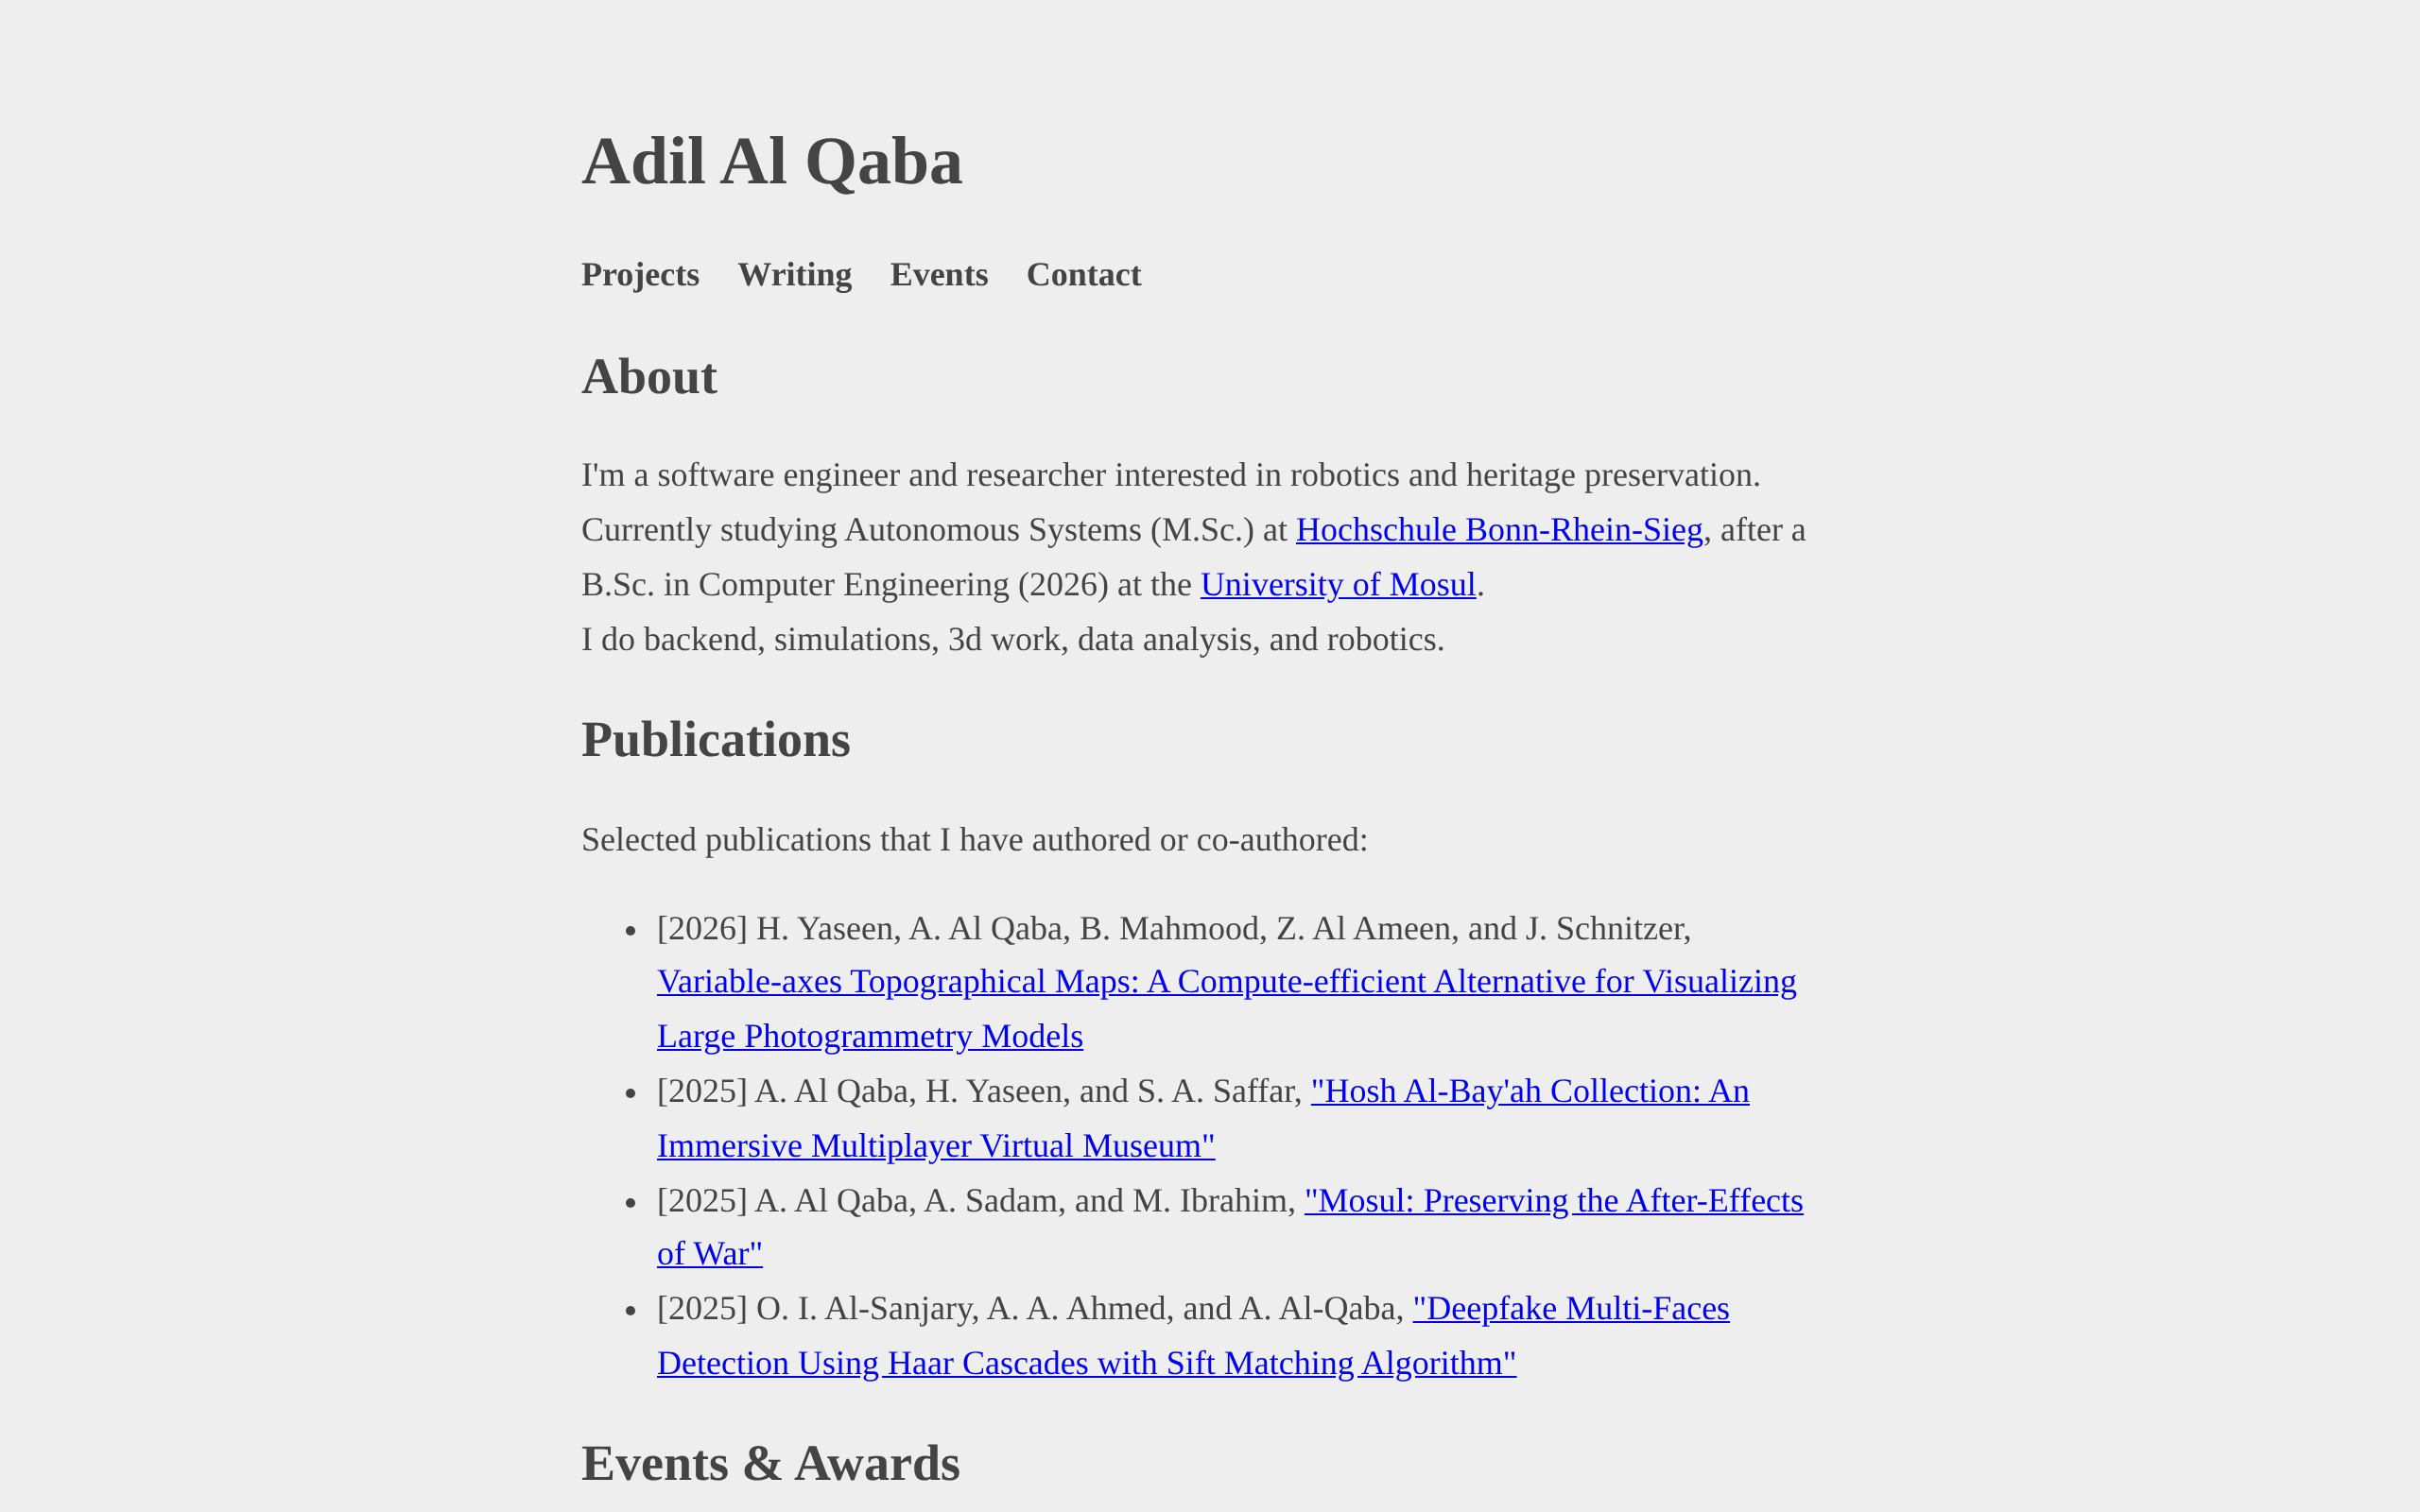 Adil Al Qaba
Projects Writing Events Contact
About
I'm a software engineer and researcher interested in robotics and heritage preservation.
Currently studying Autonomous Systems (M.Sc.) at Hochschule Bonn-Rhein-Sieg, after a
B.Sc. in Computer Engineering (2026) at the University of Mosul.
I do backend, simulations, 3d work, data analysis, and robotics.
Publications
Selected publications that I have authored or co-authored:
• [2026] H. Yaseen, A. Al Qaba, B. Mahmood, Z. Al Ameen, and J. Schnitzer,
Variable-axes Topographical Maps: A Compute-efficient Alternative for Visualizing
Large Photogrammetry Models
• [2025] A. Al Qaba, H. Yaseen, and S. A. Saffar, "Hosh Al-Bay'ah Collection: An
Immersive Multiplayer Virtual Museum"
• [2025] A. Al Qaba, A. Sadam, and M. Ibrahim, "Mosul: Preserving the After-Effects
of War"
• [2025] O. I. Al-Sanjary, A. A. Ahmed, and A. Al-Qaba, "Deepfake Multi-Faces
Detection Using Haar Cascades with Sift Matching Algorithm"
Events & Awards